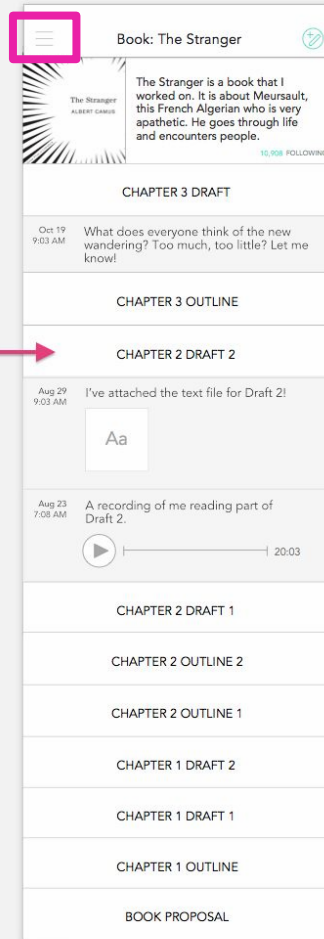 Book: The Stranger
The Stranger
ALBERT CAMUS
The Stranger is a book that I
worked on. It is about Meursault,
this French Algerian who is very
apathetic. He goes through life
and encounters people.
10,908 FOLLOWING
CHAPTER 3 DRAFT
Oct 19
9:03 AM
What does everyone think of the new
wandering? Too much, too little? Let me
know!
CHAPTER 3 OUTLINE
CHAPTER 2 DRAFT 2
Aug 29
9:03 AM
I've attached the text file for Draft 2!
Aa
Aug 23
7:08 AM
A recording of me reading part of
Draft 2.
20:03
CHAPTER 2 DRAFT 1
CHAPTER 2 OUTLINE 2
CHAPTER 2 OUTLINE 1
CHAPTER 1 DRAFT 2
CHAPTER 1 DRAFT 1
CHAPTER 1 OUTLINE
BOOK PROPOSAL